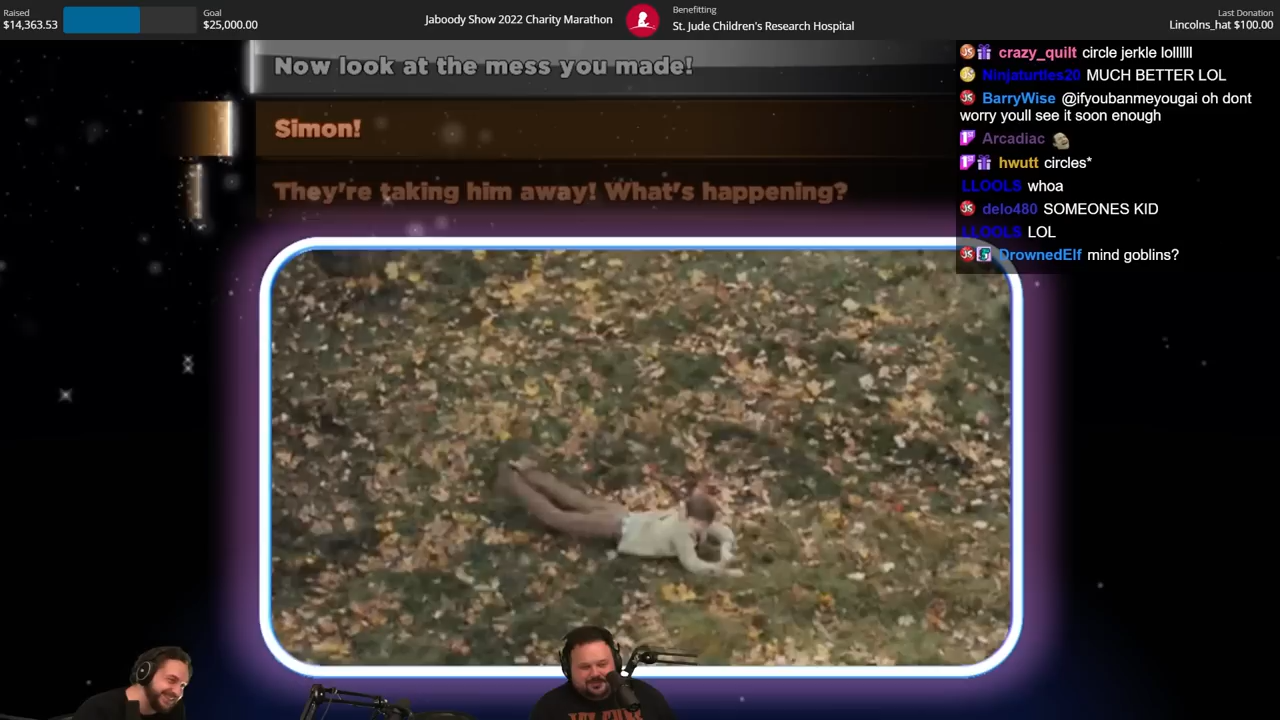 Raised
$14,363.53
Goal
$25,000.00
Jaboody Show 2022 Charity Marathon
Benefitting
St. Jude Children's Research Hospital
Last Donation
Lincolns_hat $100.00
Now look at the mess you made!
Simon!
They're taking him away! What's happening?
crazy_quilt circle jerkle lollllll
Ninjaturtles20 MUCH BETTER LOL
BarryWise @ifyoubanmeyougai oh dont
worry youll see it soon enough
Arcadiac
hwutt circles*
LLOOLS whoa
delo480 SOMEONES KID
LLOOLS LOL
DrownedElf mind goblins?